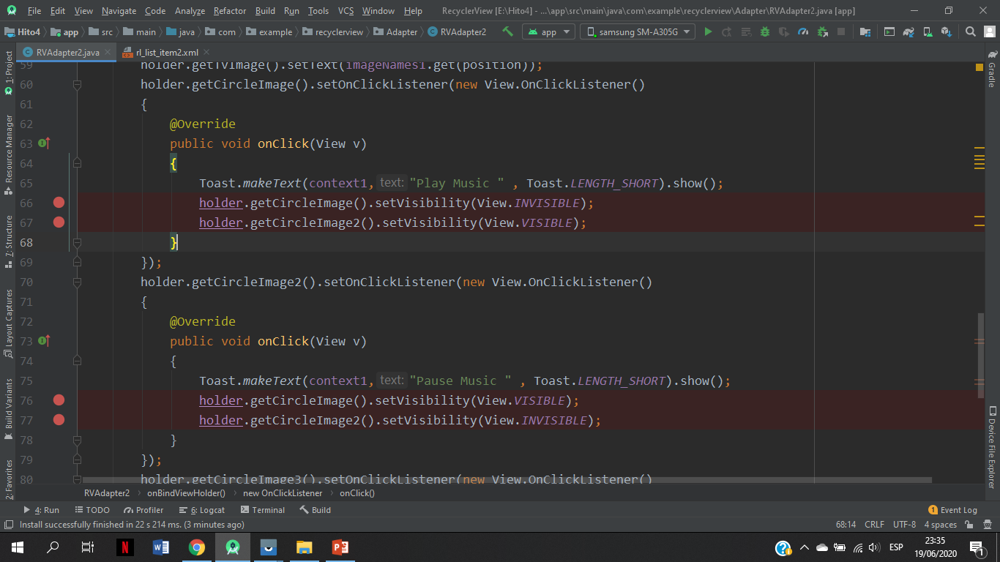 File Edit View Navigate Code Analyze Refactor Build Run Tools VCS Window Help RecyclerView [E:\Hito4] - ...\app\src\main\java\com\example\recyclerview\Adapter\RVAdapter2.java [app]
Hito4 app src main java com example recyclerview Adapter RVAdapter2 app samsung SM-A305G
RVAdapter2.java rl_list_item2.xml
59 holder.getTvImage().setText(imageNames1.get(position));
60 holder.getCircleImage().setOnClickListener(new View.OnClickListener()
61 {
62 @Override
63 public void onClick(View v)
64 {
65 Toast.makeText(context1, text: "Play Music " , Toast.LENGTH_SHORT).show();
66 holder.getCircleImage().setVisibility(View.INVISIBLE);
67 holder.getCircleImage2().setVisibility(View.VISIBLE);
68 }
69 });
70 holder.getCircleImage2().setOnClickListener(new View.OnClickListener()
71 {
72 @Override
73 public void onClick(View v)
74 {
75 Toast.makeText(context1, text: "Pause Music " , Toast.LENGTH_SHORT).show();
76 holder.getCircleImage().setVisibility(View.VISIBLE);
77 holder.getCircleImage2().setVisibility(View.INVISIBLE);
78 }
79 });
80 holder.getCircleImage3().setOnClickListener(new View.OnClickListener()
1: Project
Resource Manager
7: Structure
Layout Captures
Build Variants
2: Favorites
Gradle
Device File Explorer
RVAdapter2 › onBindViewHolder() › new OnClickListener › onClick()
4: Run TODO Profiler 6: Logcat Terminal Build 1 Event Log
Install successfully finished in 22 s 214 ms. (3 minutes ago) 68:14 CRLF UTF-8 4 spaces
ESP
23:35
19/06/2020
1